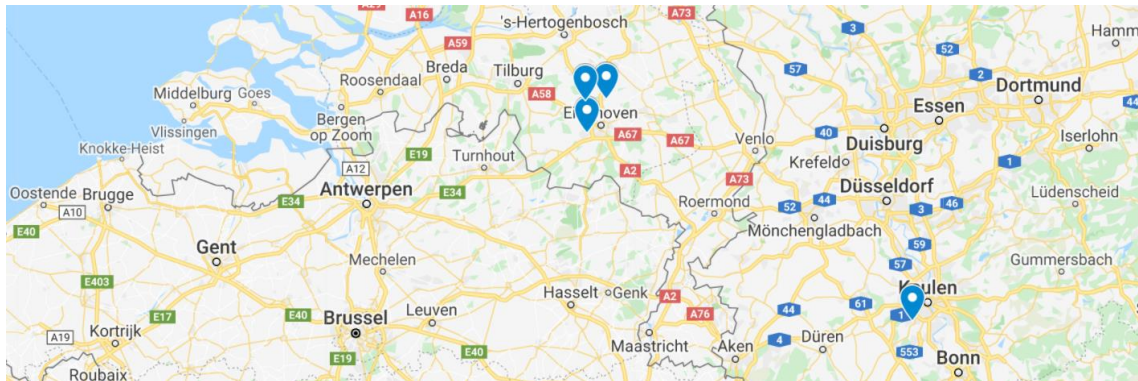 A29
A16
's-Hertogenbosch
A73
3
52
Hamm
A59
Breda
Tilburg
57
2
Roosendaal
A58
Dortmund
Middelburg
Goes
Essen
44
Bergen
op Zoom
Vlissingen
A67
A67
40
Duisburg
Iserlohn
Knokke-Heist
E19
Turnhout
Venlo
Krefeld
1
A12
A2
Oostende
Brugge
Antwerpen
E34
A73
Düsseldorf
Lüdenscheid
A10
E34
Roermond
52
44
3
46
E40
Mönchengladbach
Gent
59
Mechelen
57
Gummersbach
E403
Hasselt
Genk
A2
61
E17
E40
Leuven
44
A76
Brussel
A19
Kortrijk
Maastricht
Aken
4
Düren
553
E19
E40
Bonn
Roubaix